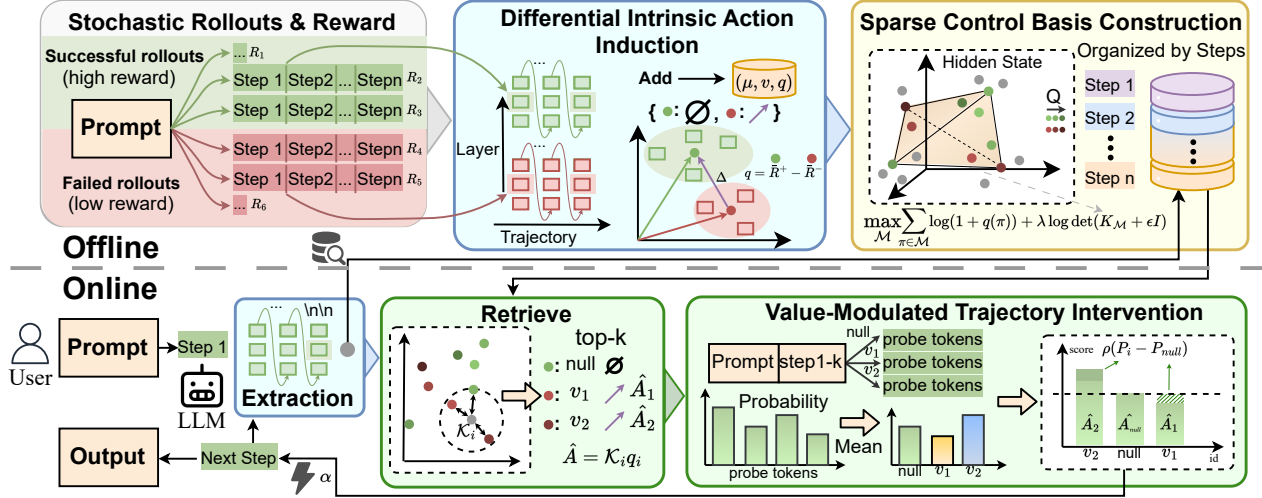 Stochastic Rollouts & Reward
Successful rollouts
(high reward)
Prompt
Failed rollouts
(low reward)
... R₁
Step 1 Step2 ... Stepn R₂
Step 1 Step2 ... Stepn R₃
Step 1 Step2 ... Stepn R₄
Step 1 Step2 ... Stepn R₅
... R₆
Differential Intrinsic Action
Induction
... ...
Layer
... ...
Trajectory
Add
(μ, v, q)
{ : Ø , : }
q = R̄⁺ − R̄⁻
Δ
Sparse Control Basis Construction
Hidden State
Organized by Steps
Q
Step 1
Step 2
Step n
max_𝓜 ∑_{π∈𝓜} log(1 + q(π)) + λ log det(K_𝓜 + ϵI)
Offline
Online
User
Prompt
Step 1
LLM
... ... \n\n
Extraction
Output
Next Step
α
Retrieve
top-k
: null Ø
: v₁ Â₁
: v₂ Â₂
𝒦ᵢ
Â = 𝒦ᵢqᵢ
Value-Modulated Trajectory Intervention
Prompt step1-k
null
v₁
v₂
probe tokens
probe tokens
probe tokens
Probability
probe tokens
Mean
null v₁ v₂
score ρ(Pᵢ − Pₙᵤₗₗ)
Â₂ Âₙᵤₗₗ Â₁
v₂ null v₁
id